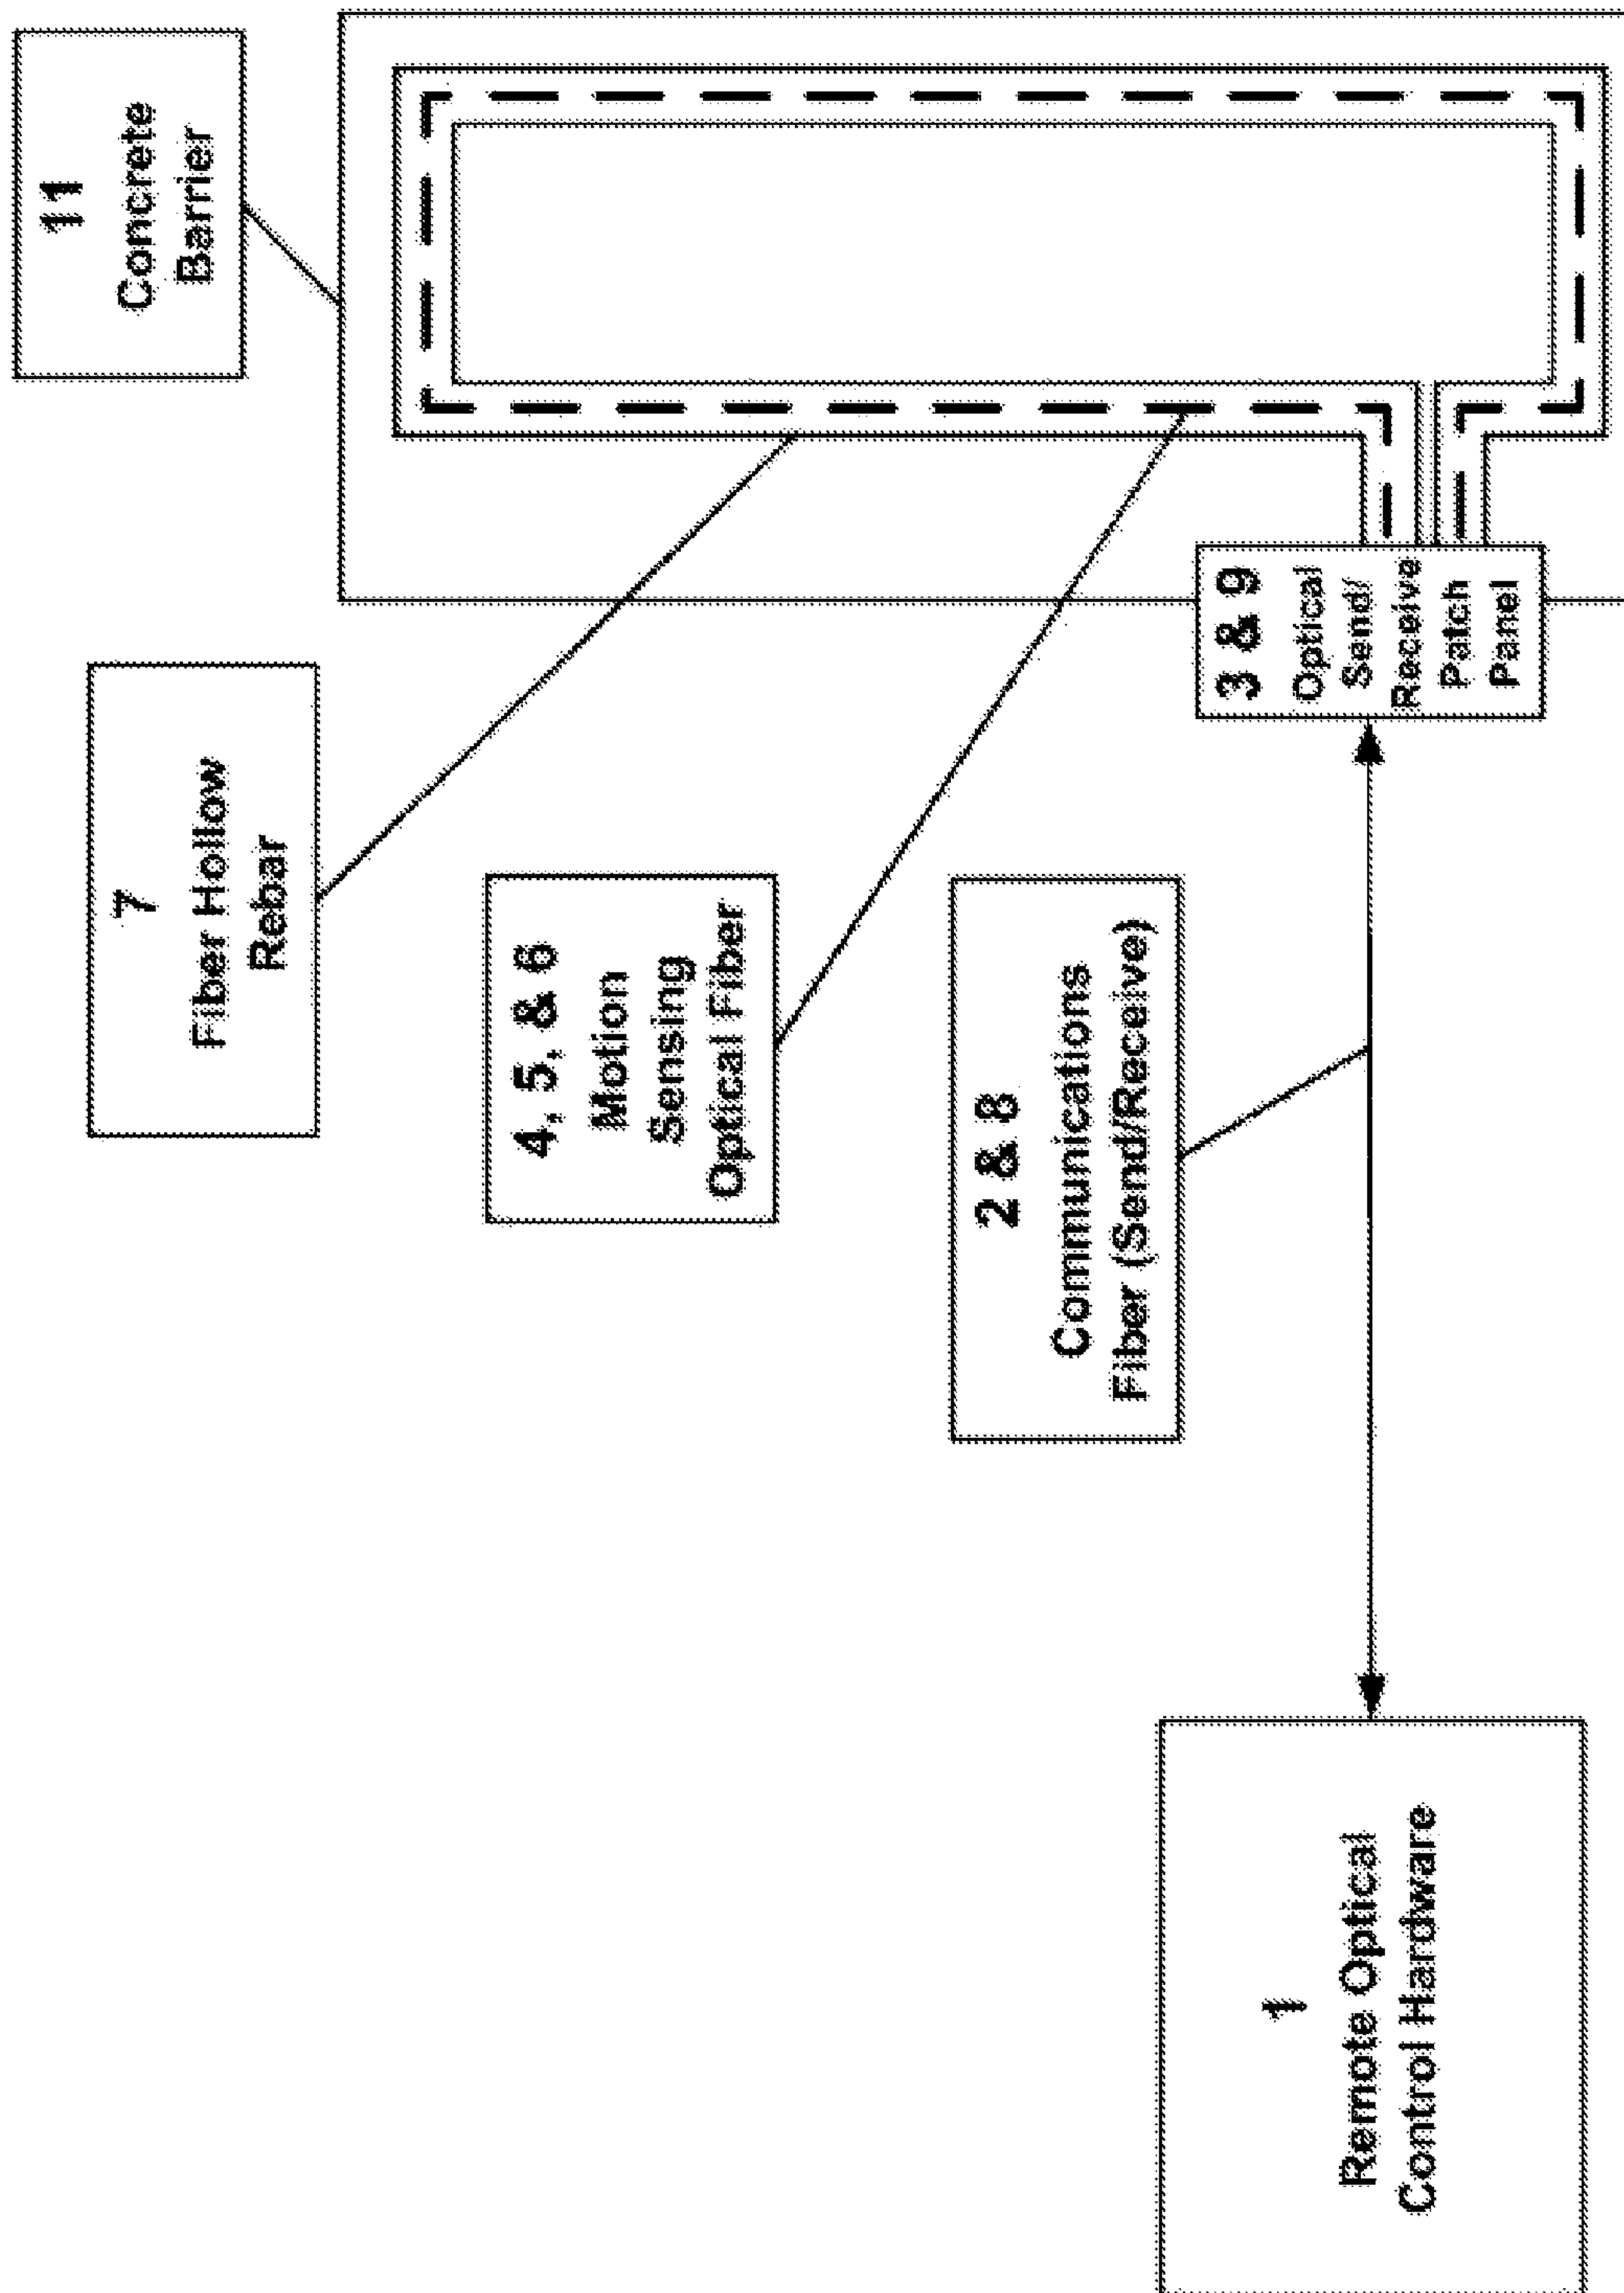 11
Concrete
Barrier
7
Fiber Hollow
Rebar
4, 5, & 6
Motion
Sensing
Optical Fiber
2 & 8
Communications
Fiber (Send/Receive)
3 & 9
Optical
Send/
Receive
Patch
Panel
1
Remote Optical
Control Hardware